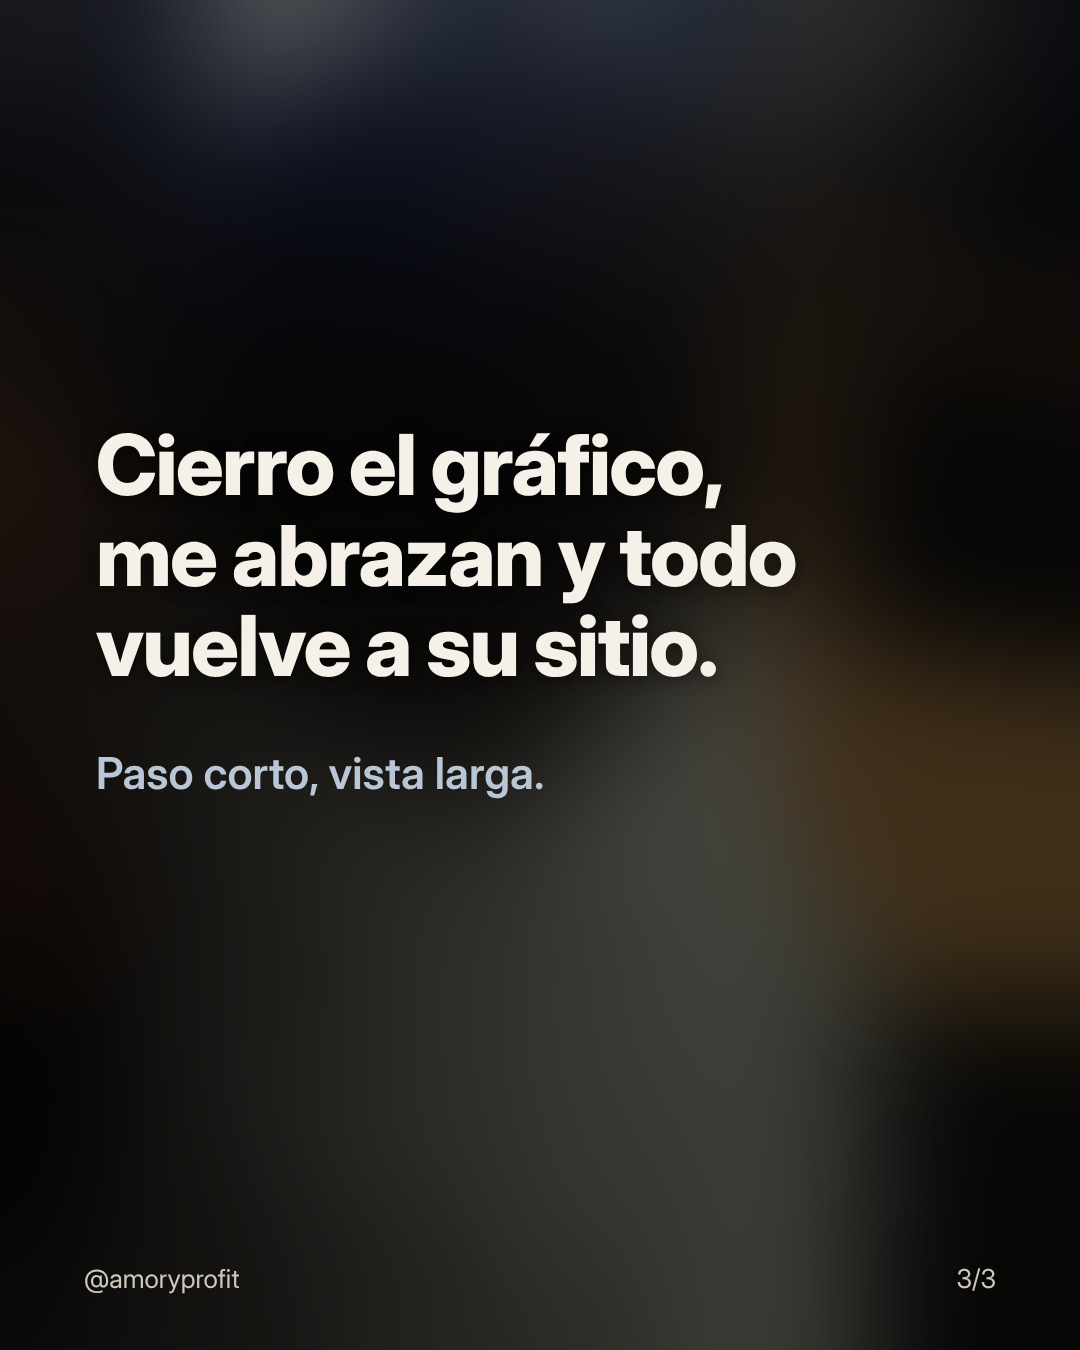 Cierro el gráfico,
me abrazan y todo
vuelve a su sitio.
Paso corto, vista larga.
@amoryprofit
3/3